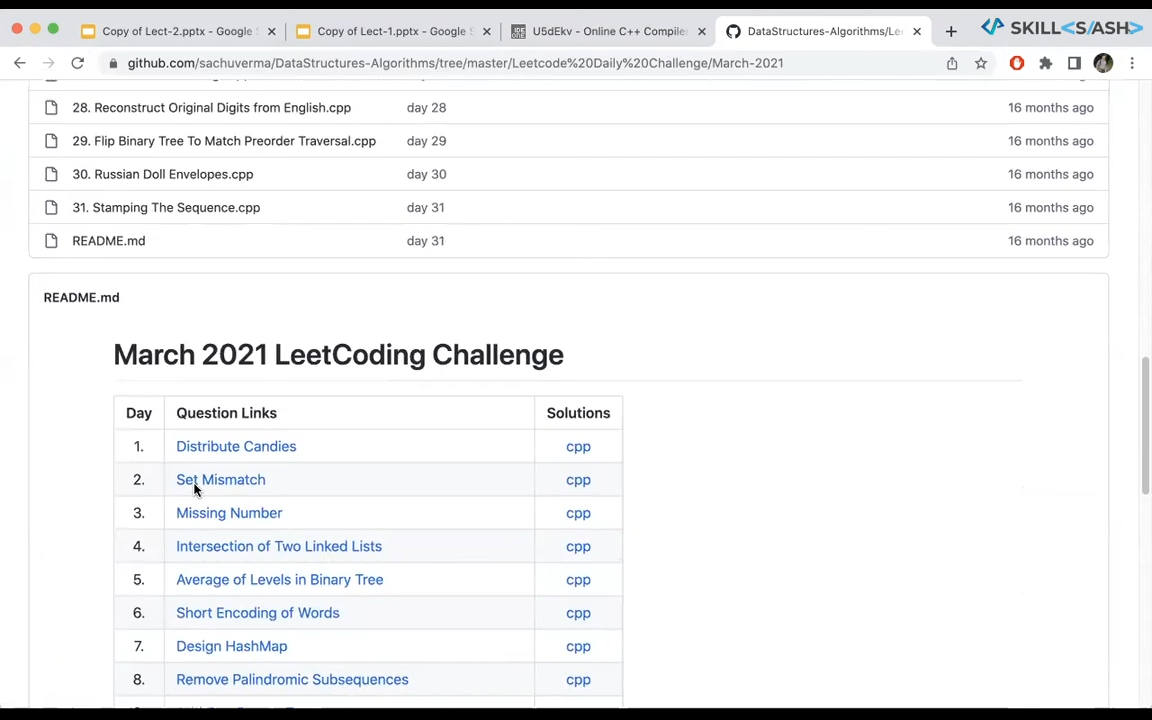 Copy of Lect-2.pptx - Google S
Copy of Lect-1.pptx - Google S
U5dEkv - Online C++ Compile
DataStructures-Algorithms/Le
SKILL<S/ASH>
github.com/sachuverma/DataStructures-Algorithms/tree/master/Leetcode%20Daily%20Challenge/March-2021
28. Reconstruct Original Digits from English.cpp day 28 16 months ago
29. Flip Binary Tree To Match Preorder Traversal.cpp day 29 16 months ago
30. Russian Doll Envelopes.cpp day 30 16 months ago
31. Stamping The Sequence.cpp day 31 16 months ago
README.md day 31 16 months ago
README.md
March 2021 LeetCoding Challenge
Day Question Links Solutions
1. Distribute Candies cpp
2. Set Mismatch cpp
3. Missing Number cpp
4. Intersection of Two Linked Lists cpp
5. Average of Levels in Binary Tree cpp
6. Short Encoding of Words cpp
7. Design HashMap cpp
8. Remove Palindromic Subsequences cpp